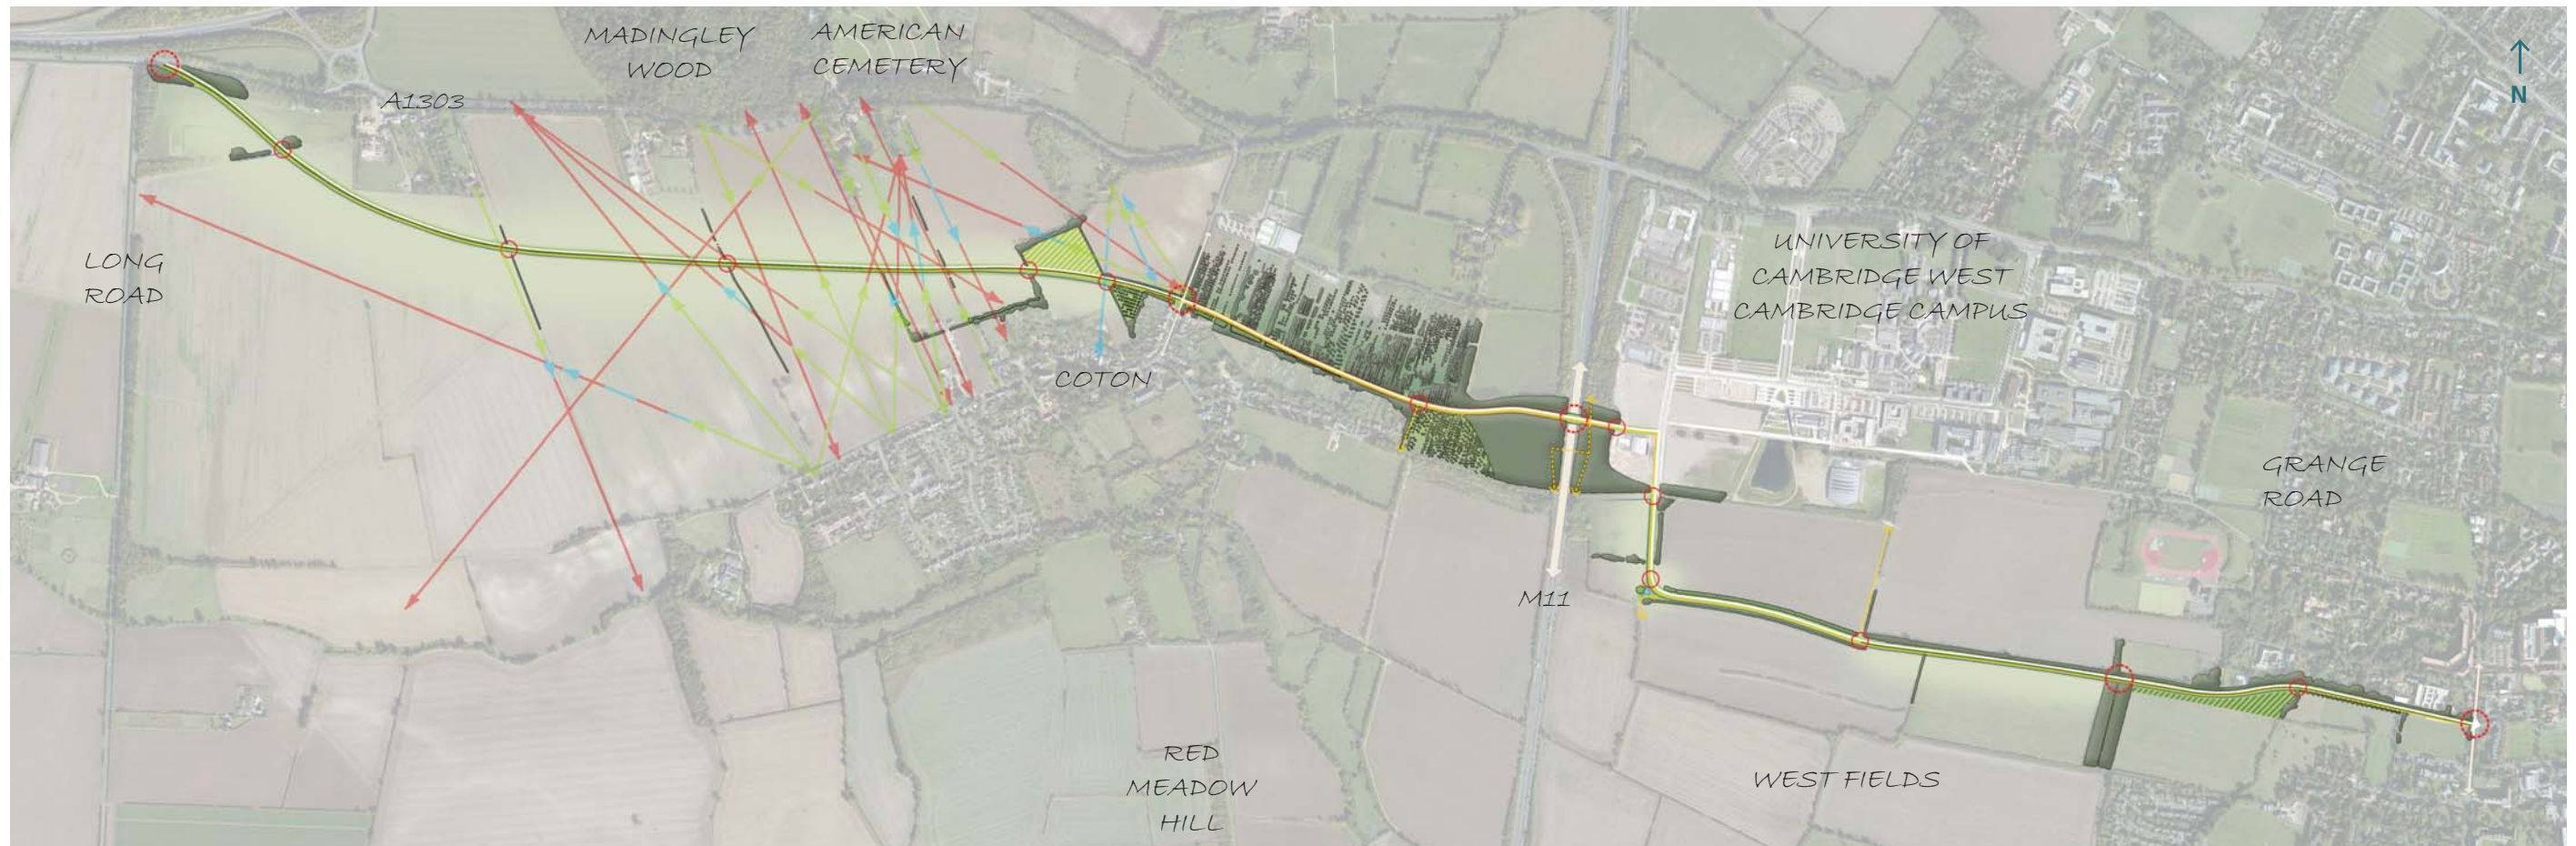 MADINGLEY
WOOD
AMERICAN
CEMETERY
A1303
N
LONG
ROAD
UNIVERSITY OF
CAMBRIDGE WEST
CAMBRIDGE CAMPUS
COTON
GRANGE
ROAD
M11
RED
MEADOW
HILL
WEST FIELDS